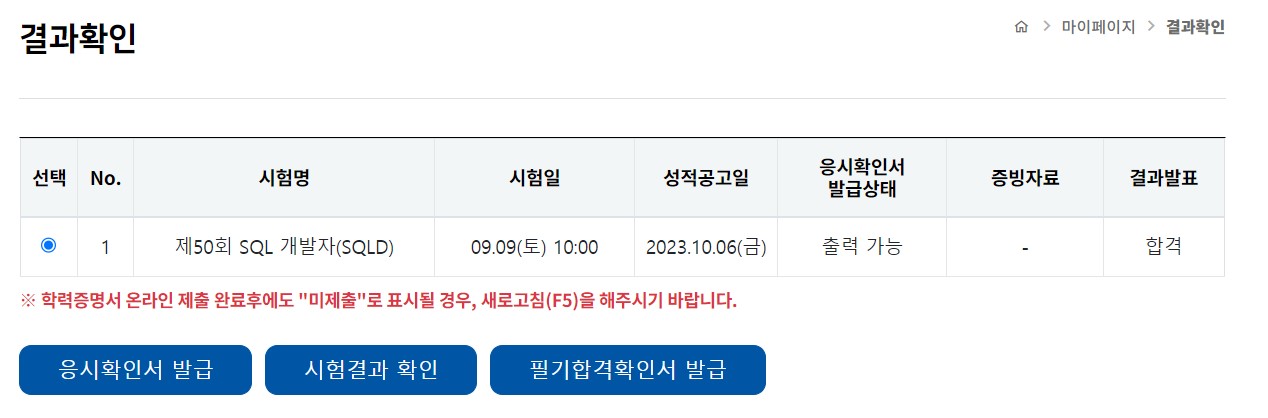 결과확인
마이페이지 > 결과확인
선택 No. 시험명 시험일 성적공고일 응시확인서 발급상태 증빙자료 결과발표
1 제50회 SQL 개발자(SQLD) 09.09(토) 10:00 2023.10.06(금) 출력 가능 - 합격
※ 학력증명서 온라인 제출 완료후에도 "미제출"로 표시될 경우, 새로고침(F5)을 해주시기 바랍니다.
응시확인서 발급 시험결과 확인 필기합격확인서 발급